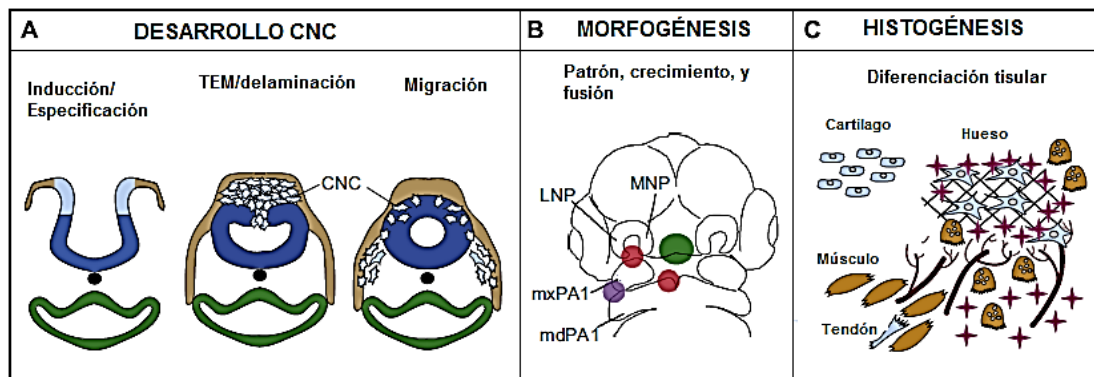 A
DESARROLLO CNC
Inducción/
Especificación
TEM/delaminación
Migración
CNC
B
MORFOGÉNESIS
Patrón, crecimiento, y
fusión
LNP
MNP
mxPA1
mdPA1
C
HISTOGÉNESIS
Diferenciación tisular
Cartilago
Hueso
Músculo
Tendón